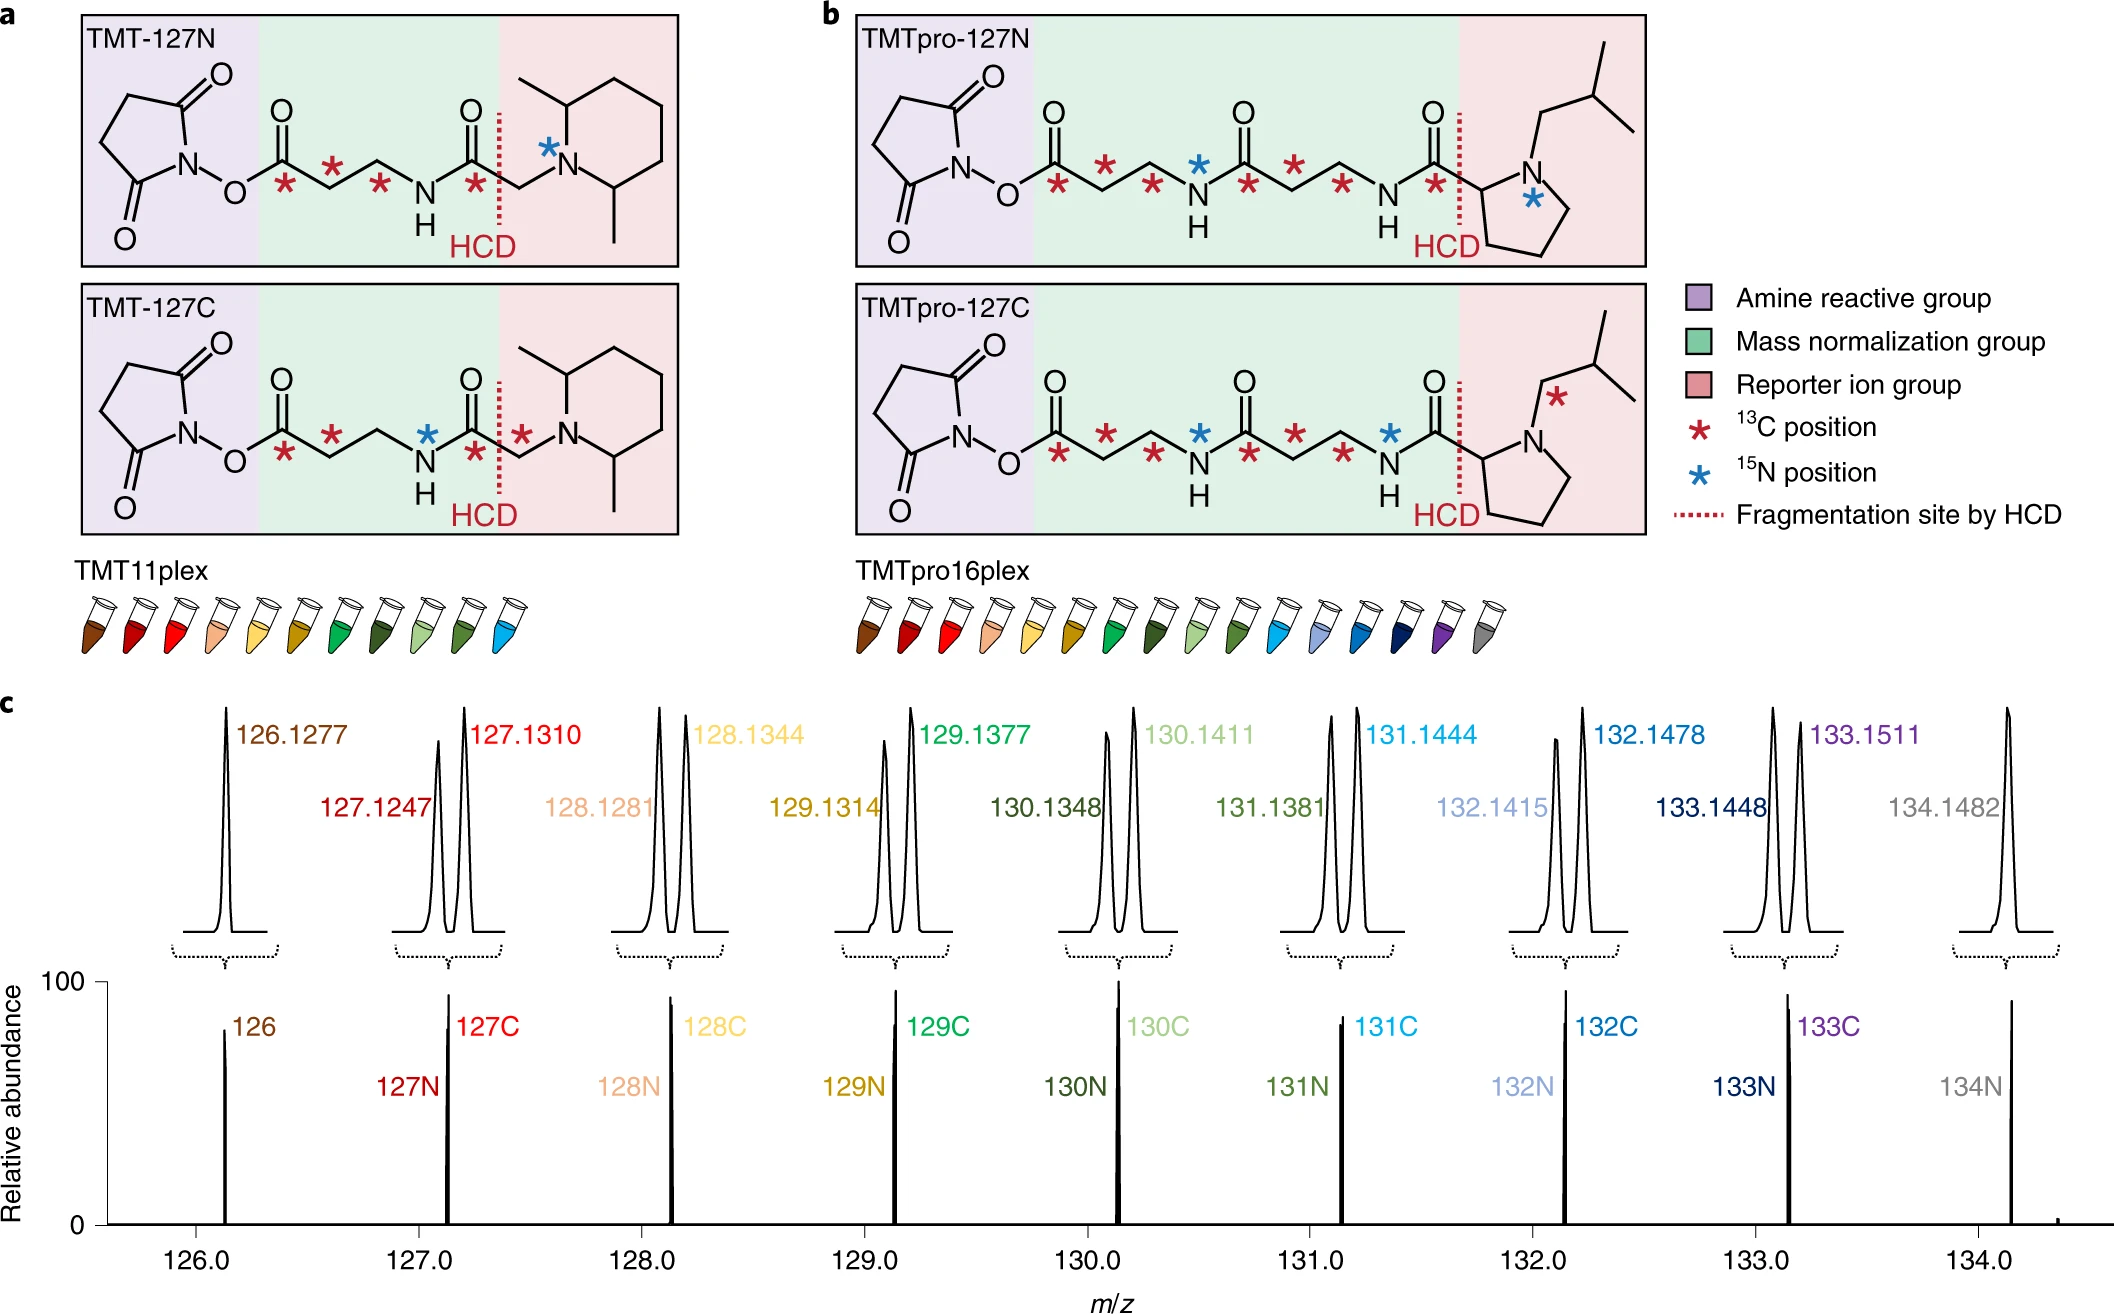 a
TMT-127N
O
O
O
N
O
O
N
H
N
HCD
TMT-127C
O
O
O
N
O
O
N
H
N
HCD
TMT11plex
b
TMTpro-127N
O
O
O
O
N
O
O
N
H
N
H
N
HCD
TMTpro-127C
O
O
O
O
N
O
O
N
H
N
H
N
HCD
TMTpro16plex
Amine reactive group
Mass normalization group
Reporter ion group
* ¹³C position
* ¹⁵N position
Fragmentation site by HCD
c
126.1277 127.1310 128.1344 129.1377 130.1411 131.1444 132.1478 133.1511
127.1247 128.1281 129.1314 130.1348 131.1381 132.1415 133.1448 134.1482
Relative abundance
100
0
126 127C 128C 129C 130C 131C 132C 133C
127N 128N 129N 130N 131N 132N 133N 134N
126.0 127.0 128.0 129.0 130.0 131.0 132.0 133.0 134.0
m/z